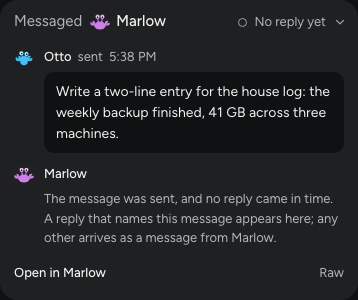 Messaged Marlow No reply yet
Otto sent 5:38 PM
Write a two-line entry for the house log: the
weekly backup finished, 41 GB across three
machines.
Marlow
The message was sent, and no reply came in time.
A reply that names this message appears here; any
other arrives as a message from Marlow.
Open in Marlow Raw